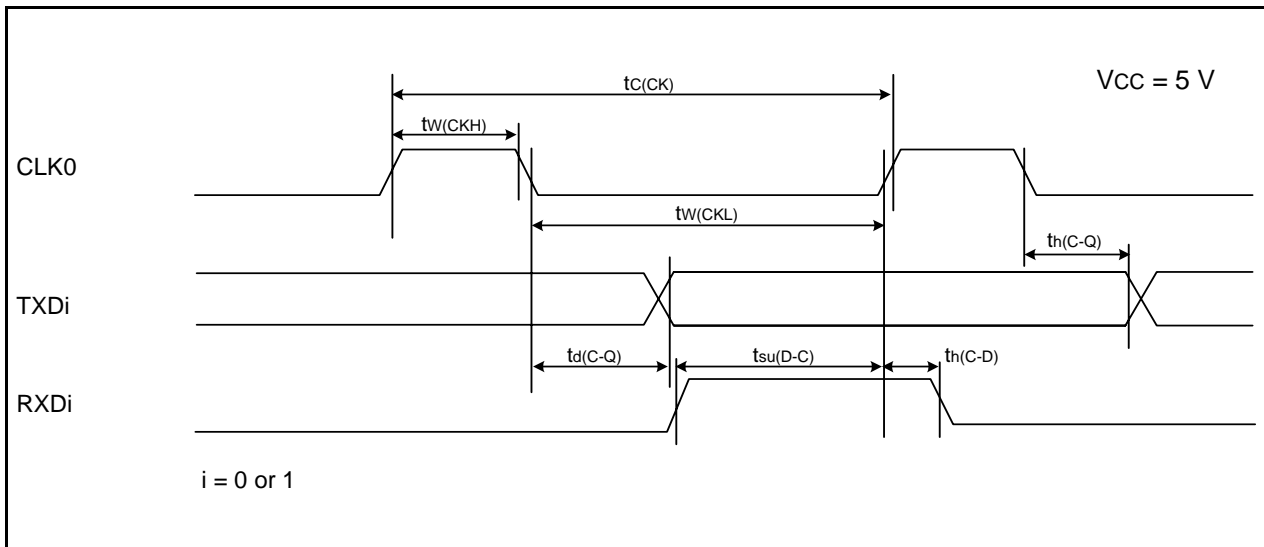 tC(CK)
VCC = 5 V
tW(CKH)
CLK0
tW(CKL)
th(C-Q)
TXDi
td(C-Q)
tsu(D-C)
th(C-D)
RXDi
i = 0 or 1